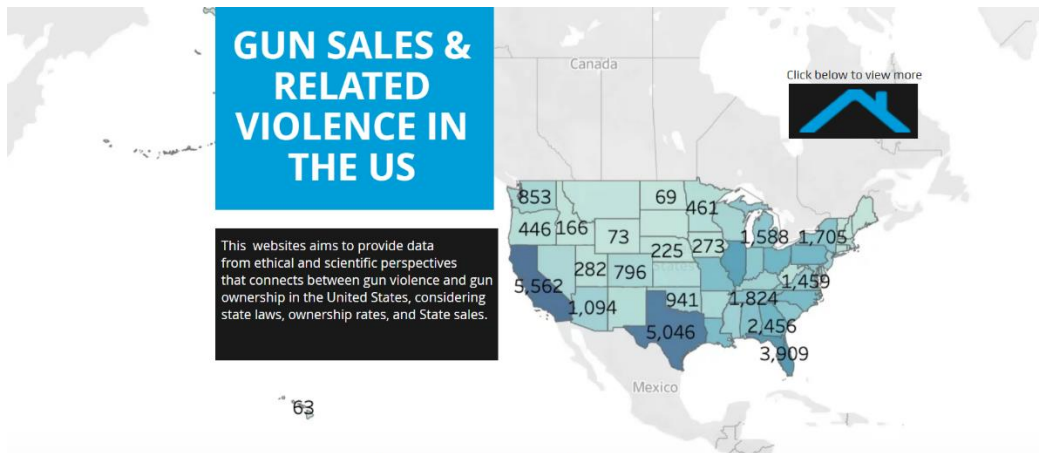 GUN SALES &
RELATED
VIOLENCE IN
THE US
This websites aims to provide data
from ethical and scientific perspectives
that connects between gun violence and gun
ownership in the United States, considering
state laws, ownership rates, and State sales.
Click below to view more
Canada
853
69
461
446
166
73
1,588
1,705
225
273
282
796
States
1,459
5,562
1,094
941
1,824
5,046
2,456
3,909
Mexico
63